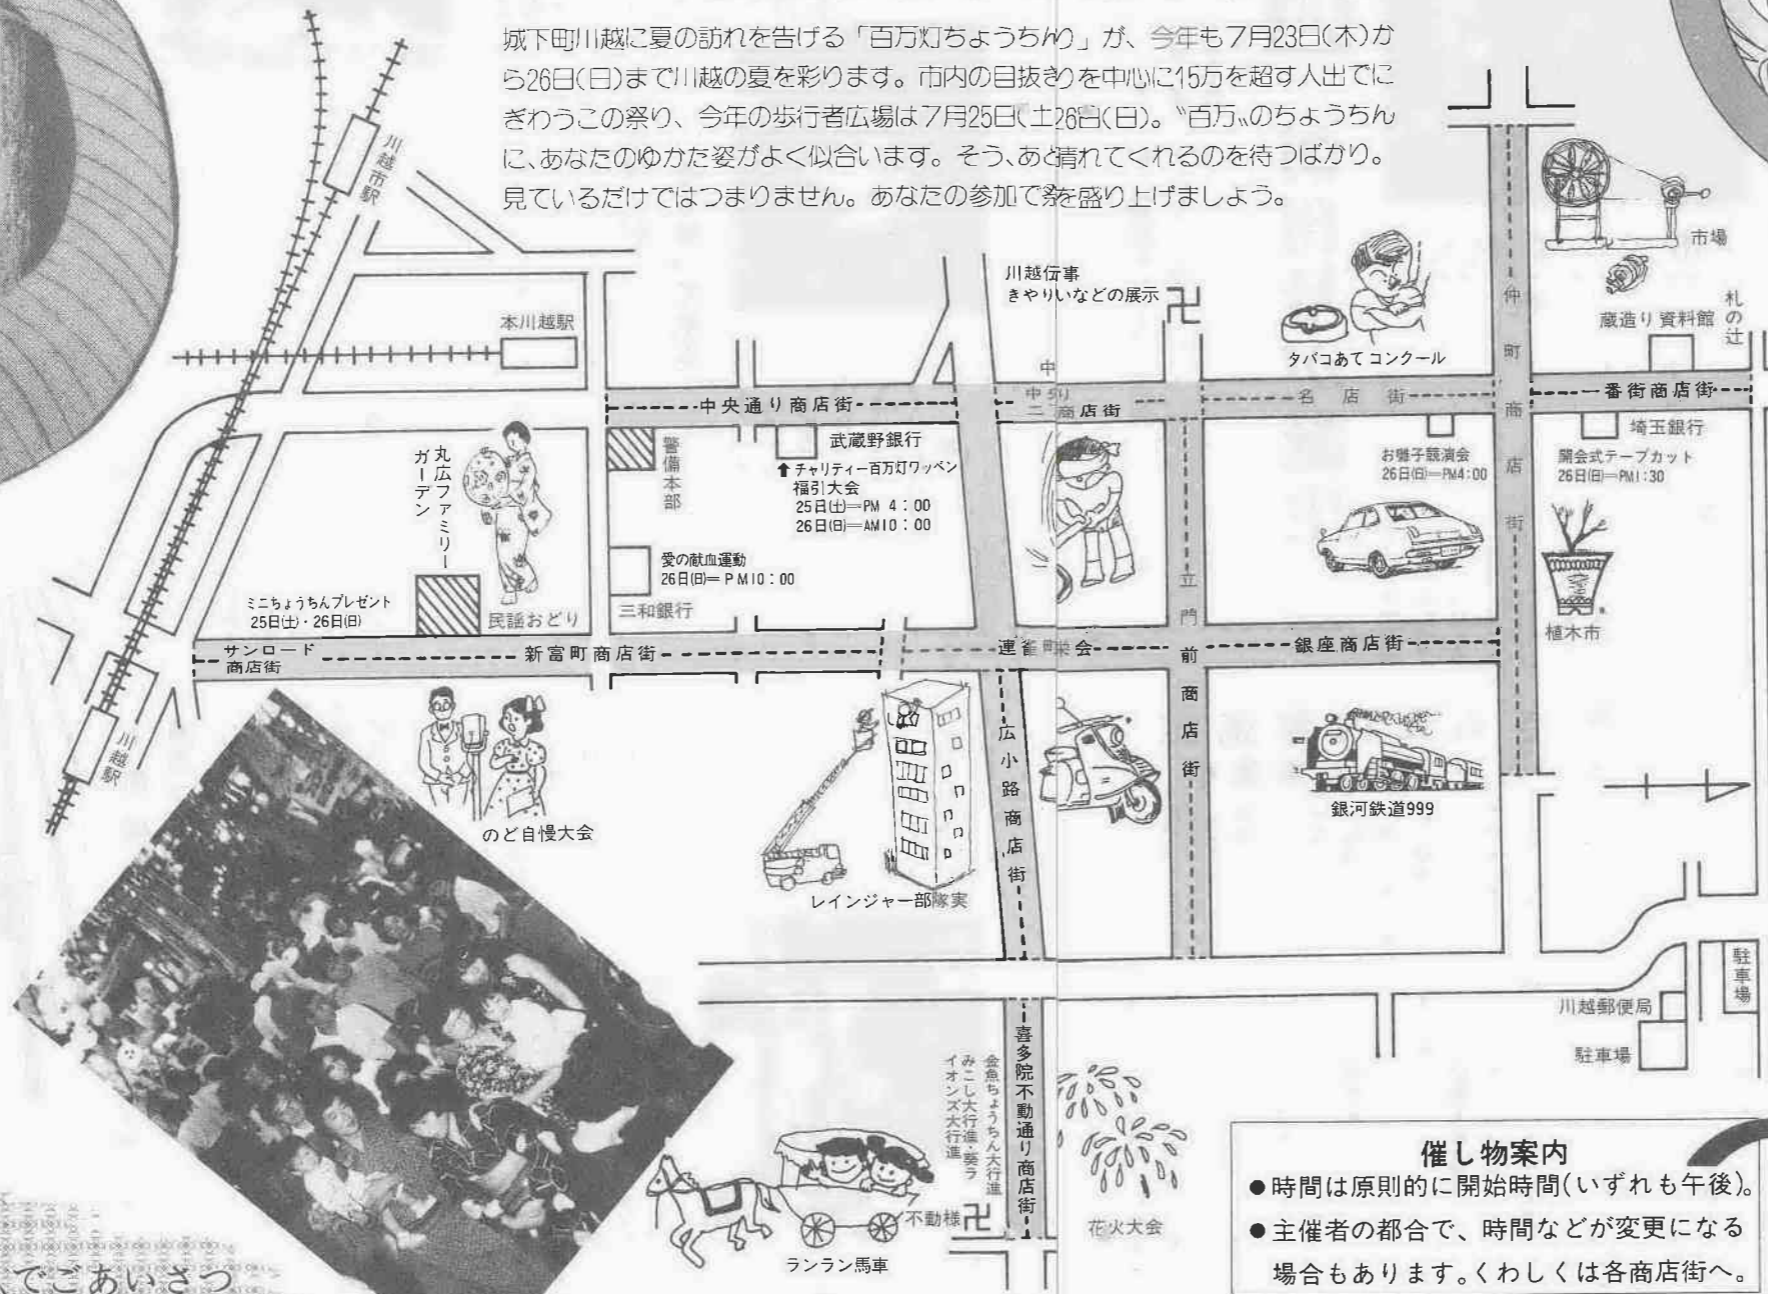 城下町川越に夏の訪れを告げる「百万灯ちょうちん」が、今年も7月23日(木)か
ら26日(日)まで川越の夏を彩ります。市内の目抜きりを中心に15万を超す人出でに
ぎわうこの祭り、今年の歩行者広場は7月25日(土26日(日)。〝百万〟のちょうちん
に、あなたのゆかた姿がよく似合います。そう、あと晴れてくれるのを待つばかり。
見ているだけではつまりません。あなたの参加で祭を盛り上げましょう。
川越市駅
本川越駅
川越駅
川越伝事
きやりいなどの展示
タバコあて コンクール
市場
蔵造り資料館
札の辻
仲町商店街
中央通り商店街
商店街
名店街
一番街商店街
丸広ファミリー
ガーデン
警備本部
武蔵野銀行
チャリティー百万灯ワッペン
福引大会
25日(土)=PM 4:00
26日(日)=AM10:00
お囃子競演会
26日(日)=PM4:00
埼玉銀行
開会式テープカット
26日(日)=PM1:30
愛の献血運動
26日(日)=PM10:00
三和銀行
ミニちょうちんプレゼント
25日(土)・26日(日)
民謡おどり
植木市
サンロード
商店街
新富町商店街
連雀町栄会
銀座商店街
立門前商店街
広小路商店街
のど自慢大会
レインジャー部隊実
銀河鉄道999
川越郵便局
駐車場
駐車場
喜多院不動通り商店街
金魚ちょうちん大行進
みこし大行進・葵ラ
イオンズ大行進
不動様
花火大会
ランラン馬車
催し物案内
●時間は原則的に開始時間(いずれも午後)。
●主催者の都合で、時間などが変更になる
場合もあります。くわしくは各商店街へ。
でごあいさつ